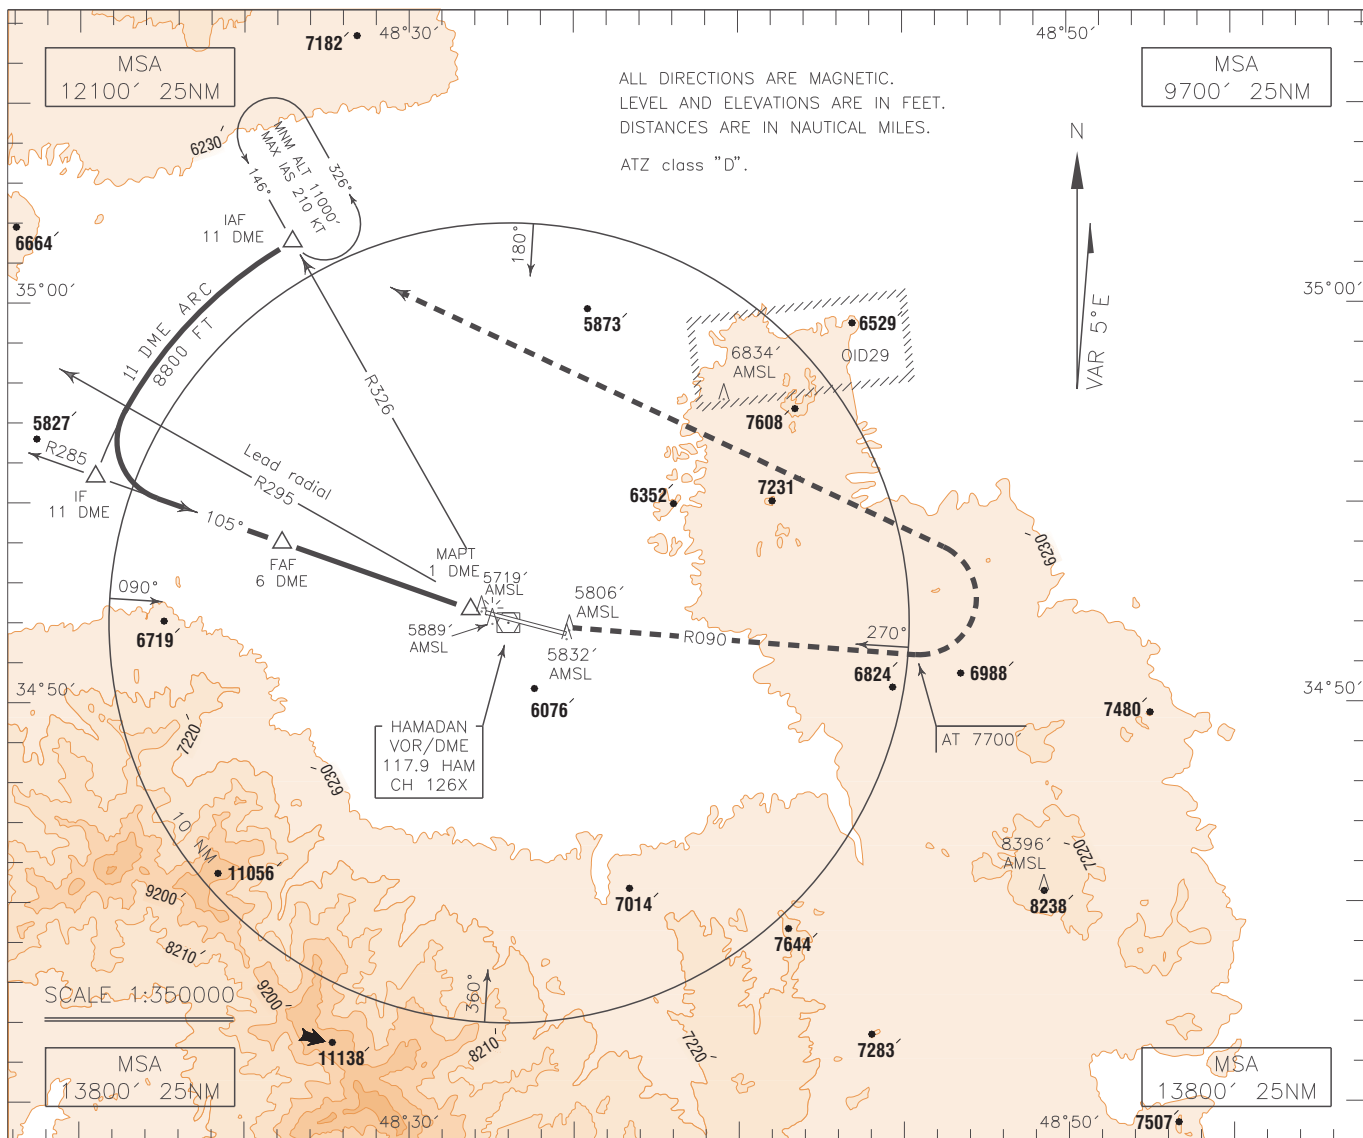 7182´
48°30´
48°50´
MSA
12100´ 25NM
ALL DIRECTIONS ARE MAGNETIC.
LEVEL AND ELEVATIONS ARE IN FEET.
DISTANCES ARE IN NAUTICAL MILES.
ATZ class "D".
MSA
9700´ 25NM
N
VAR 5°E
6230´
MNM ALT 11000´
MAX IAS 210 KT
146°
326°
IAF
11 DME
6664´
180°
35°00´
35°00´
11 DME ARC
8800 FT
5873´
6529´
6834´
AMSL
OID29
R326
7608´
5827´
R285
IF
11 DME
Lead radial
R295
105°
6352´
7231
6230´
FAF
6 DME
MAPT
1 DME
5719´
AMSL
090°
5806´
AMSL
5889´
AMSL
R090
270°
6719´
5832´
AMSL
6824´
6988´
34°50´
34°50´
6076´
7480´
7220´
HAMADAN
VOR/DME
117.9 HAM
CH 126X
AT 7700´
6230´
10 NM
11056´
8396´
AMSL
7220´
9200´
7014´
8238´
7644´
8210´
SCALE 1:350000
9200´
360°
11138´
8210´
7220´
7283´
MSA
13800´ 25NM
MSA
13800´ 25NM
48°30´
48°50´
7507´